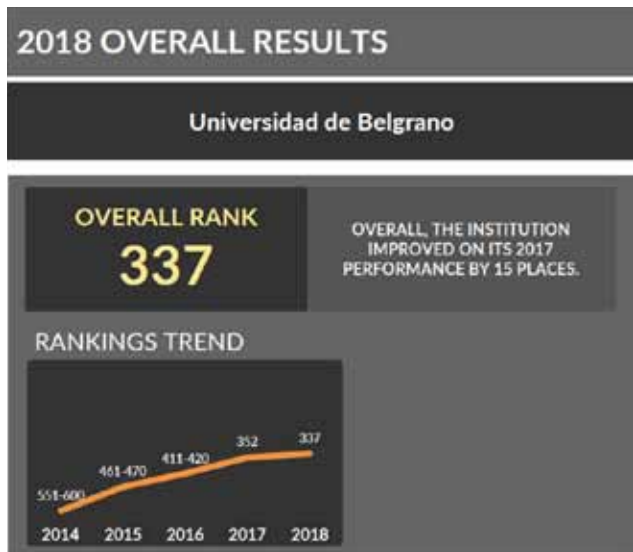 2018 OVERALL RESULTS
Universidad de Belgrano
OVERALL RANK
337
OVERALL, THE INSTITUTION
IMPROVED ON ITS 2017
PERFORMANCE BY 15 PLACES.
RANKINGS TREND
551-600
461-470
411-420
352
337
2014 2015 2016 2017 2018